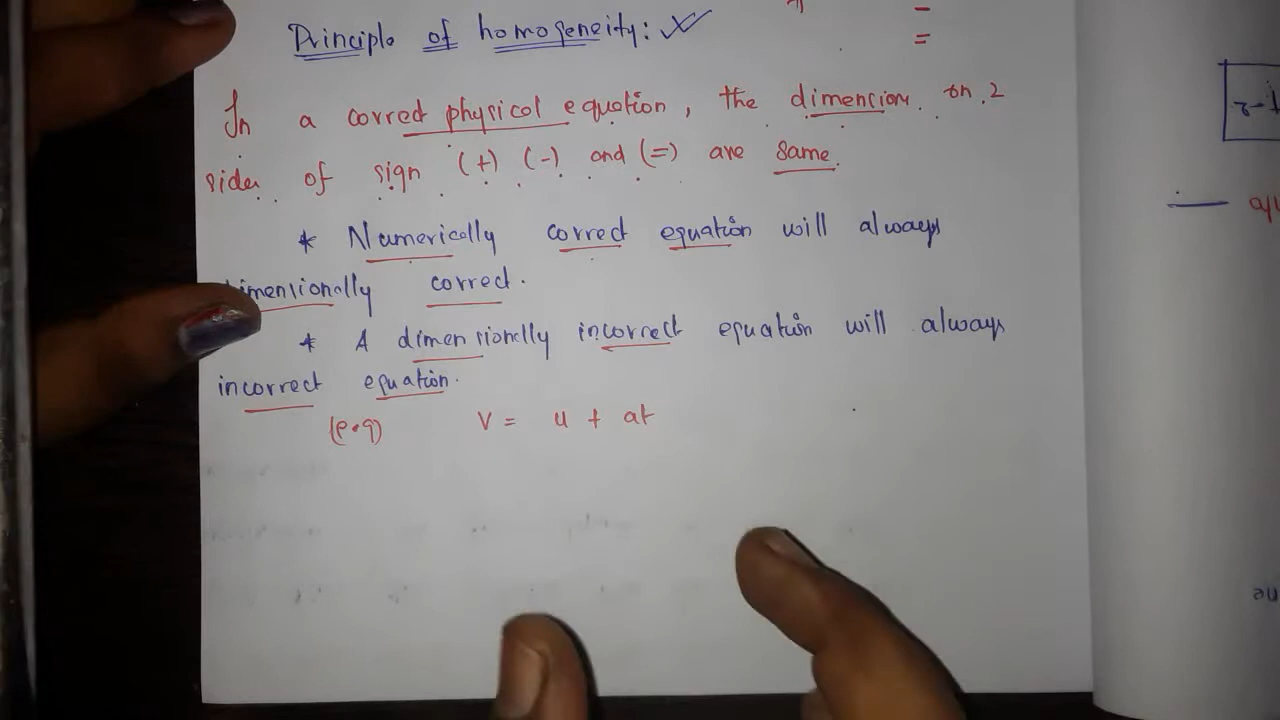 Principle of homogeneity:
In a correct physical equation, the dimension on 2
sides of sign (+) (-) and (=) are same.
* Numerically correct equation will always
dimensionally correct.
* A dimensionally incorrect equation will always
incorrect equation.
(e.g) V = u + at